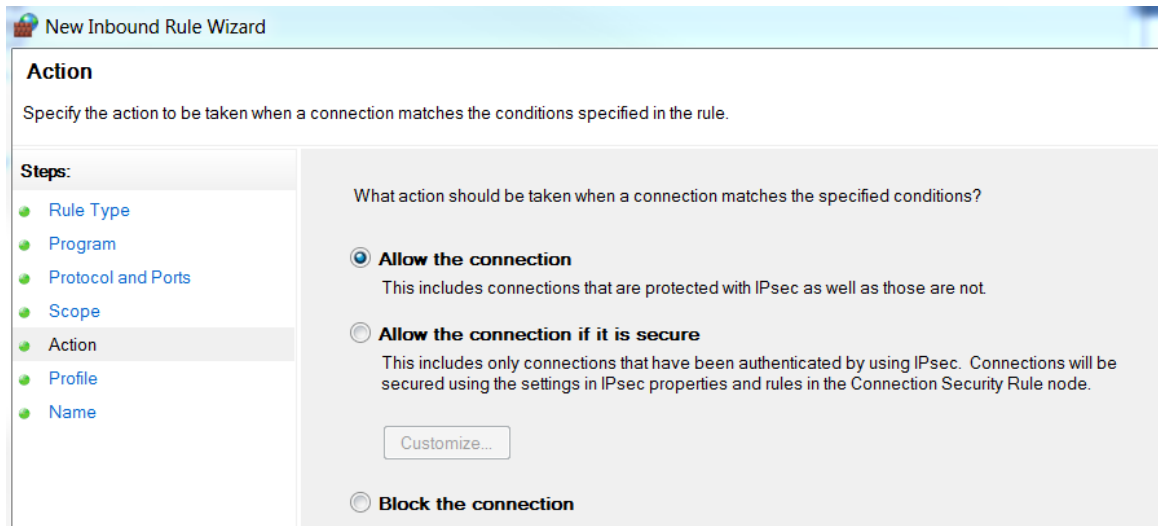 New Inbound Rule Wizard
Action
Specify the action to be taken when a connection matches the conditions specified in the rule.
Steps:
Rule Type
Program
Protocol and Ports
Scope
Action
Profile
Name
What action should be taken when a connection matches the specified conditions?
Allow the connection
This includes connections that are protected with IPsec as well as those are not.
Allow the connection if it is secure
This includes only connections that have been authenticated by using IPsec. Connections will be
secured using the settings in IPsec properties and rules in the Connection Security Rule node.
Customize...
Block the connection